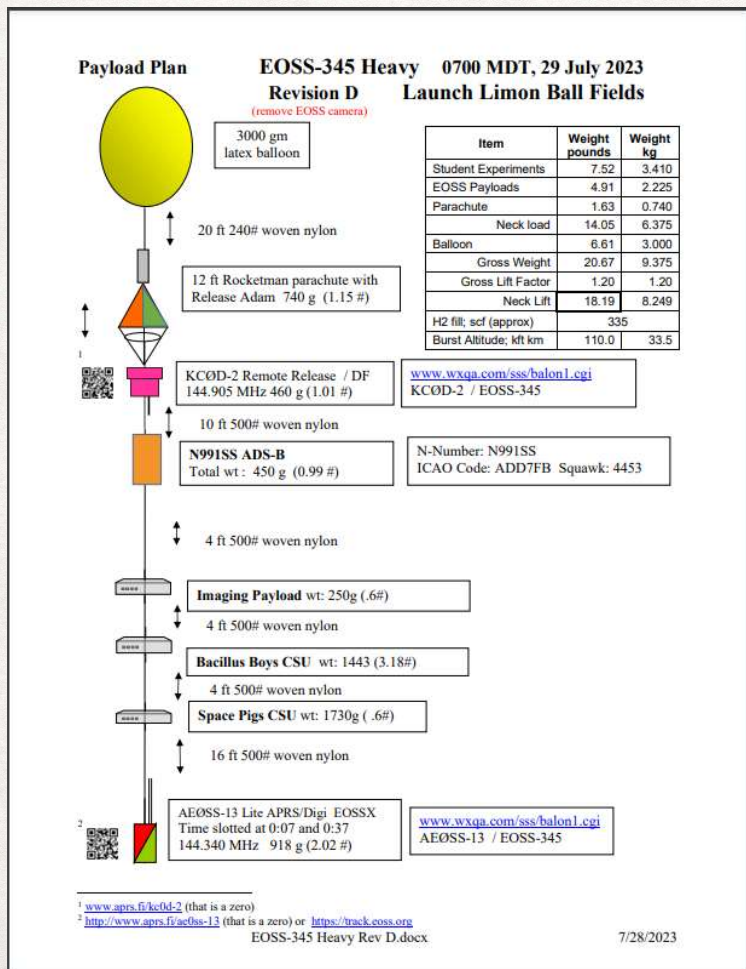 Payload Plan EOSS-345 Heavy 0700 MDT, 29 July 2023
Revision D Launch Limon Ball Fields
(remove EOSS camera)
3000 gm
latex balloon
Item Weight pounds Weight kg
Student Experiments 7.52 3.410
EOSS Payloads 4.91 2.225
Parachute 1.63 0.740
Neck load 14.05 6.375
Balloon 6.61 3.000
Gross Weight 20.67 9.375
Gross Lift Factor 1.20 1.20
Neck Lift 18.19 8.249
H2 fill; scf (approx) 335
Burst Altitude; kft km 110.0 33.5
20 ft 240# woven nylon
12 ft Rocketman parachute with
Release Adam 740 g (1.15 #)
1
KCØD-2 Remote Release / DF
144.905 MHz 460 g (1.01 #)
www.wxqa.com/sss/balon1.cgi
KCØD-2 / EOSS-345
10 ft 500# woven nylon
N991SS ADS-B
Total wt : 450 g (0.99 #)
N-Number: N991SS
ICAO Code: ADD7FB Squawk: 4453
4 ft 500# woven nylon
Imaging Payload wt: 250g (.6#)
4 ft 500# woven nylon
Bacillus Boys CSU wt: 1443 (3.18#)
4 ft 500# woven nylon
Space Pigs CSU wt: 1730g ( .6#)
16 ft 500# woven nylon
2
AEØSS-13 Lite APRS/Digi EOSSX
Time slotted at 0:07 and 0:37
144.340 MHz 918 g (2.02 #)
www.wxqa.com/sss/balon1.cgi
AEØSS-13 / EOSS-345
1 www.aprs.fi/kc0d-2 (that is a zero)
2 http://www.aprs.fi/ae0ss-13 (that is a zero) or https://track.eoss.org
EOSS-345 Heavy Rev D.docx 7/28/2023